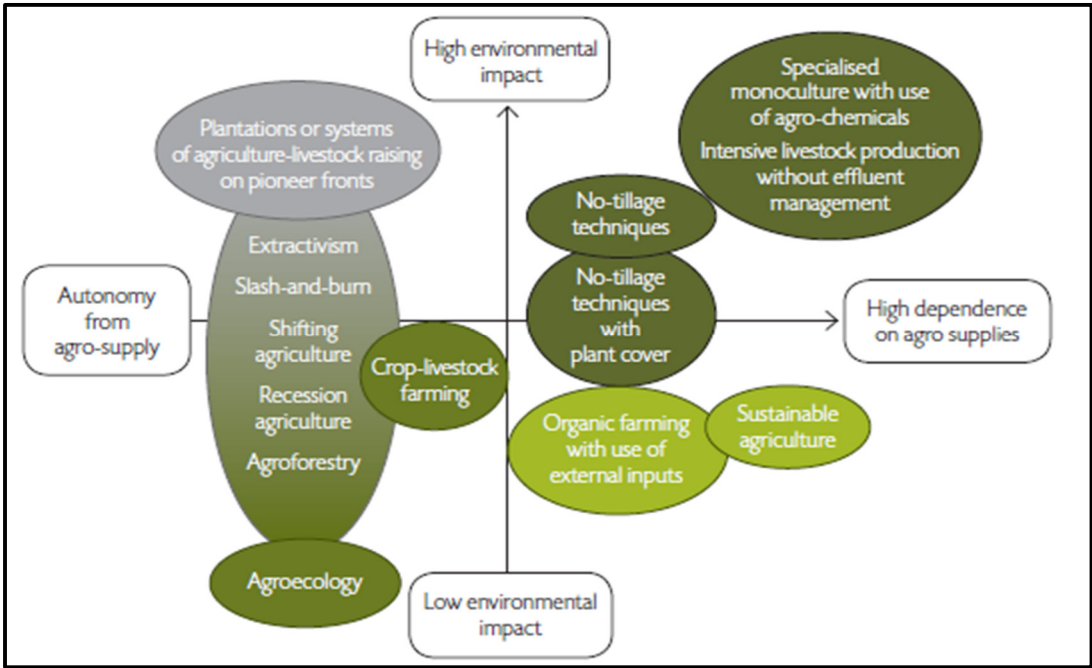 High environmental
impact
Specialised
monoculture with use
of agro-chemicals
Intensive livestock production
without effluent
management
Plantations or systems
of agriculture-livestock raising
on pioneer fronts
No-tillage
techniques
Extractivism
Slash-and-burn
Shifting
agriculture
Recession
agriculture
Agroforestry
Autonomy
from
agro-supply
No-tillage
techniques
with
plant cover
High dependence
on agro supplies
Crop-livestock
farming
Organic farming
with use of
external inputs
Sustainable
agriculture
Agroecology
Low environmental
impact